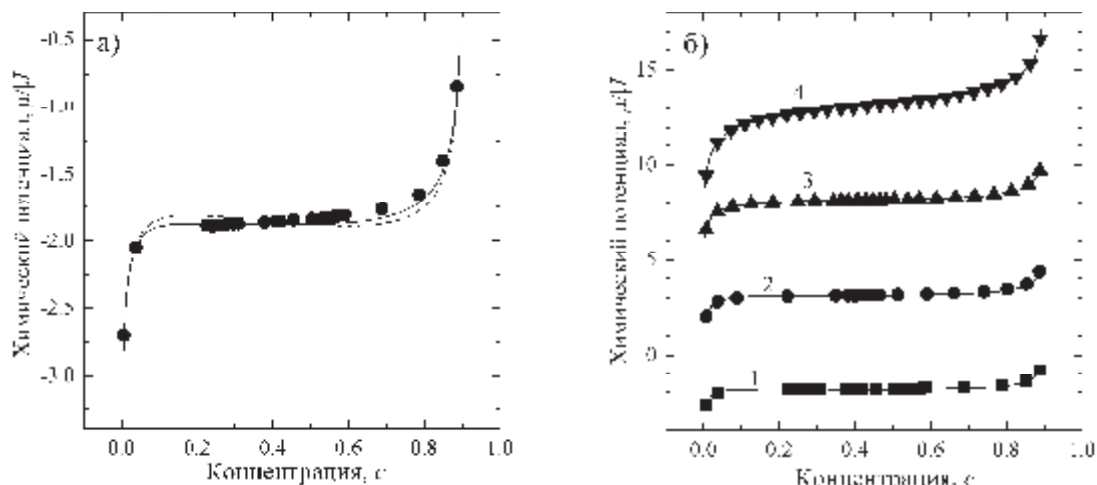 а)
Химический потенциал, μ/|J|
-0.5
-1.0
-1.5
-2.0
-2.5
-3.0
0.0 0.2 0.4 0.6 0.8 1.0
Концентрация, c
б)
Химический потенциал, μ/|J|
15
10
5
0
4
3
2
1
0.0 0.2 0.4 0.6 0.8 1.0
Концентрация, c